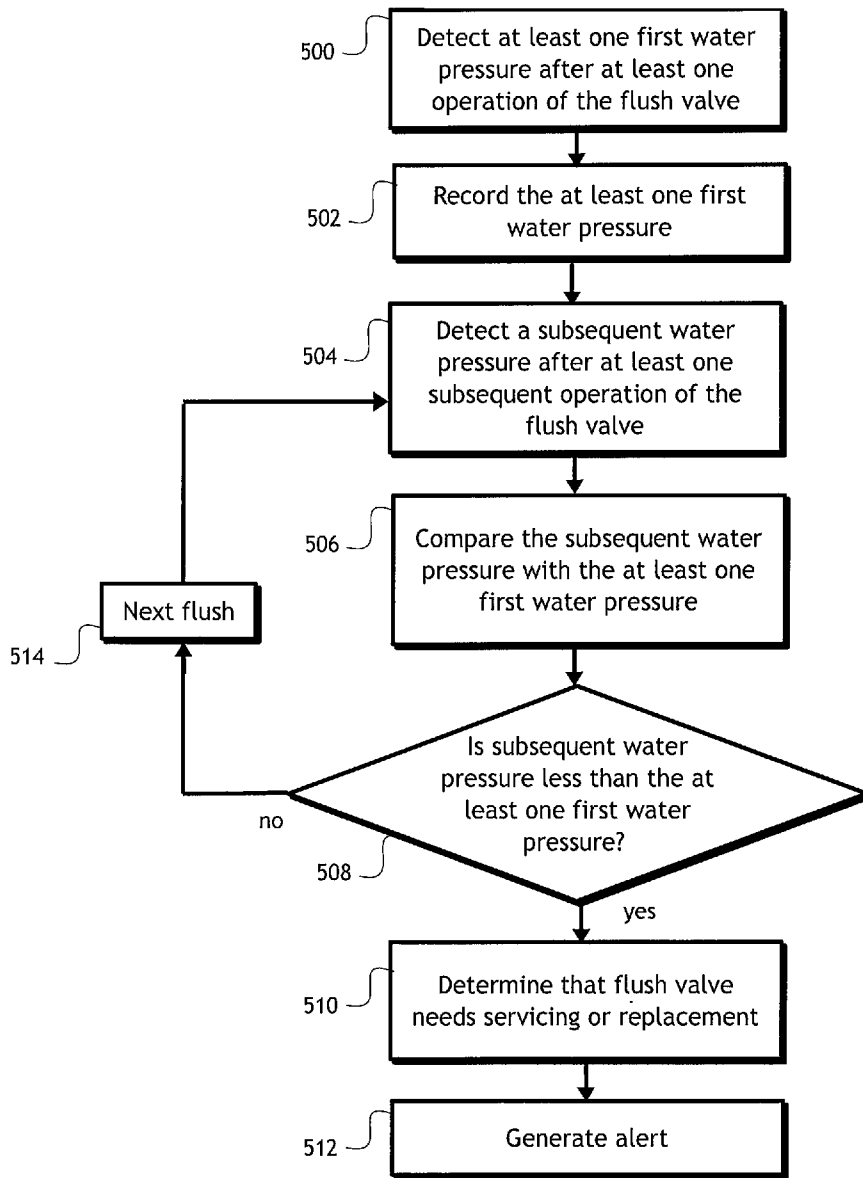 500
Detect at least one first water
pressure after at least one
operation of the flush valve
502
Record the at least one first
water pressure
504
Detect a subsequent water
pressure after at least one
subsequent operation of the
flush valve
506
Compare the subsequent water
pressure with the at least one
first water pressure
Next flush
514
Is subsequent water
pressure less than the at
least one first water
pressure?
no
508
yes
510
Determine that flush valve
needs servicing or replacement
512
Generate alert